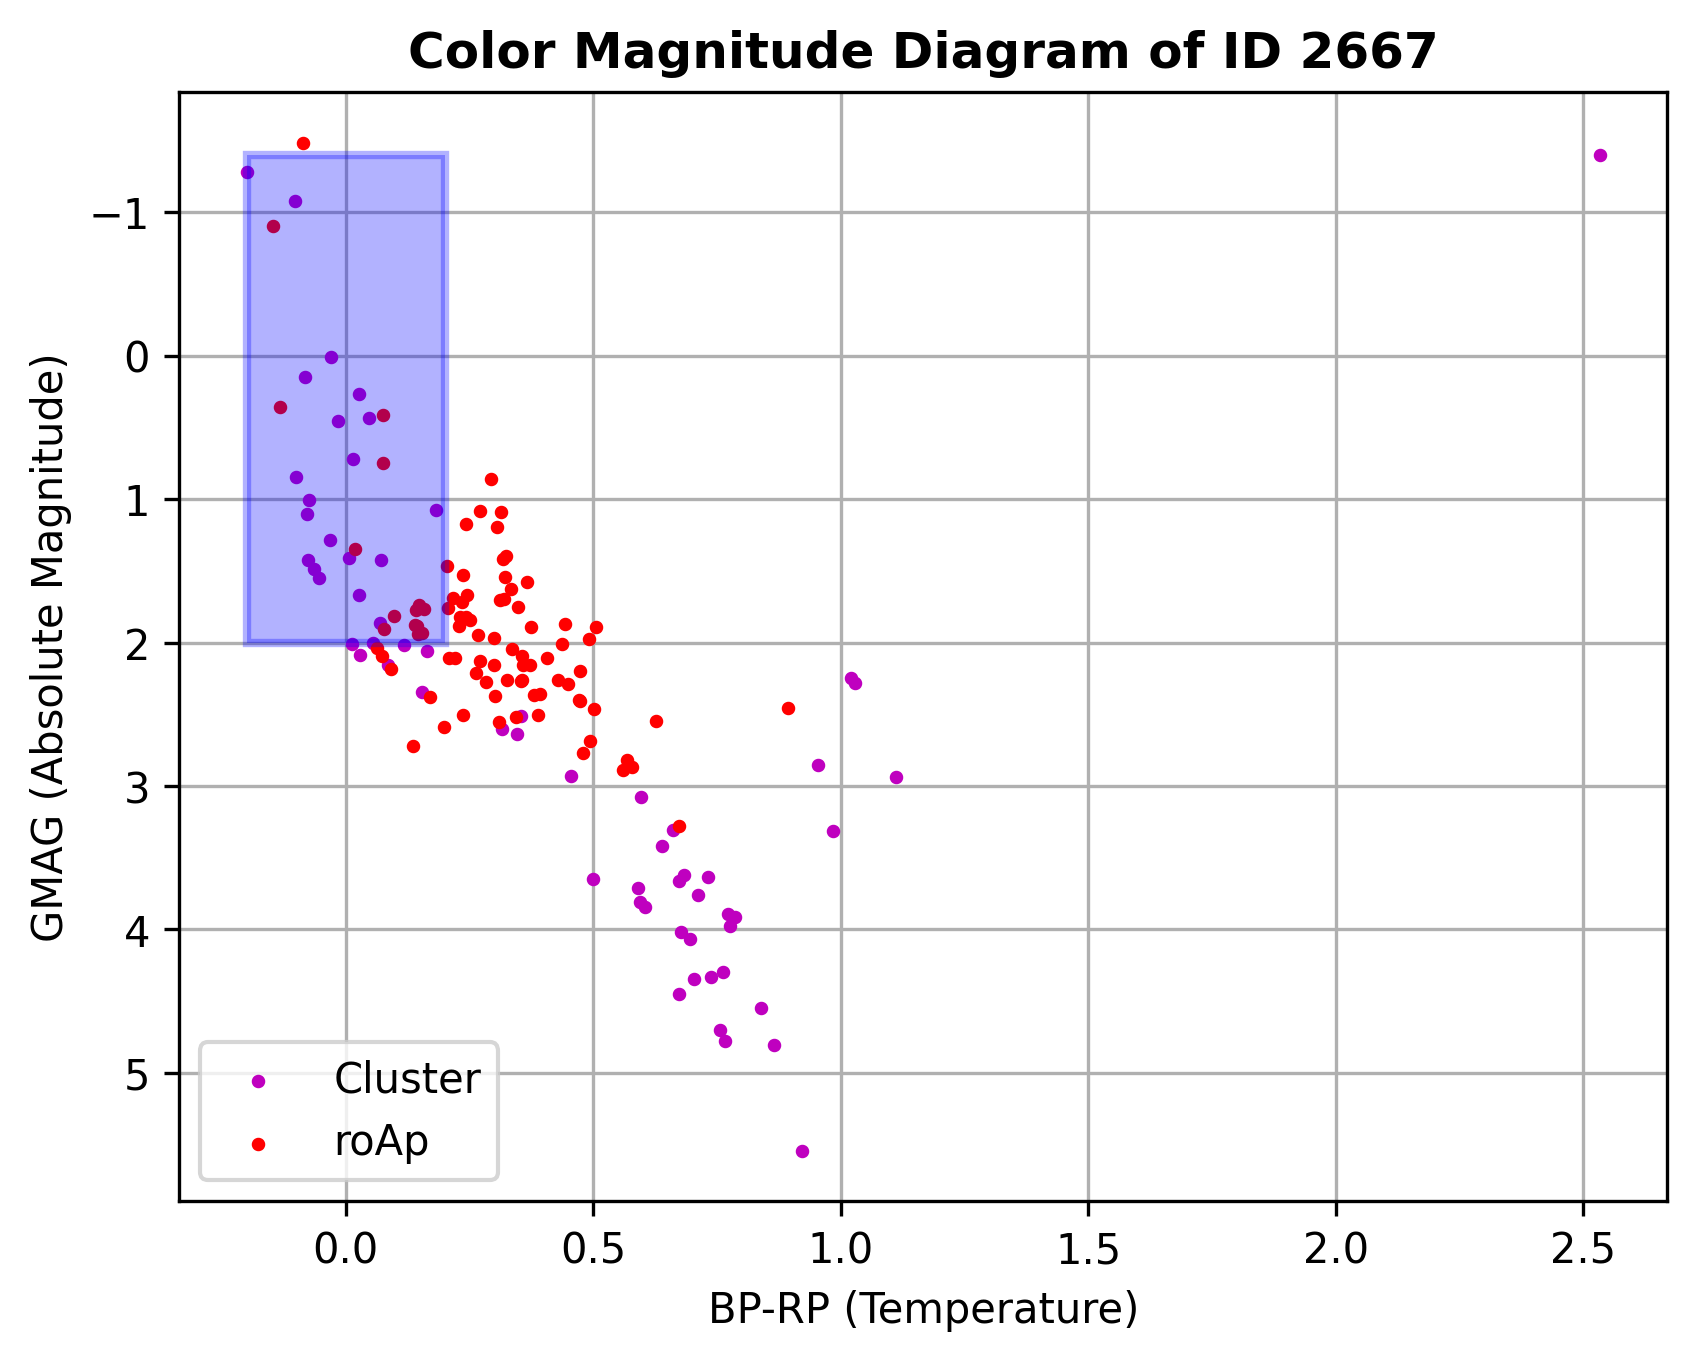 Color Magnitude Diagram of ID 2667
GMAG (Absolute Magnitude)
−1
0
1
2
3
4
5
Cluster
roAp
0.0 0.5 1.0 1.5 2.0 2.5
BP-RP (Temperature)